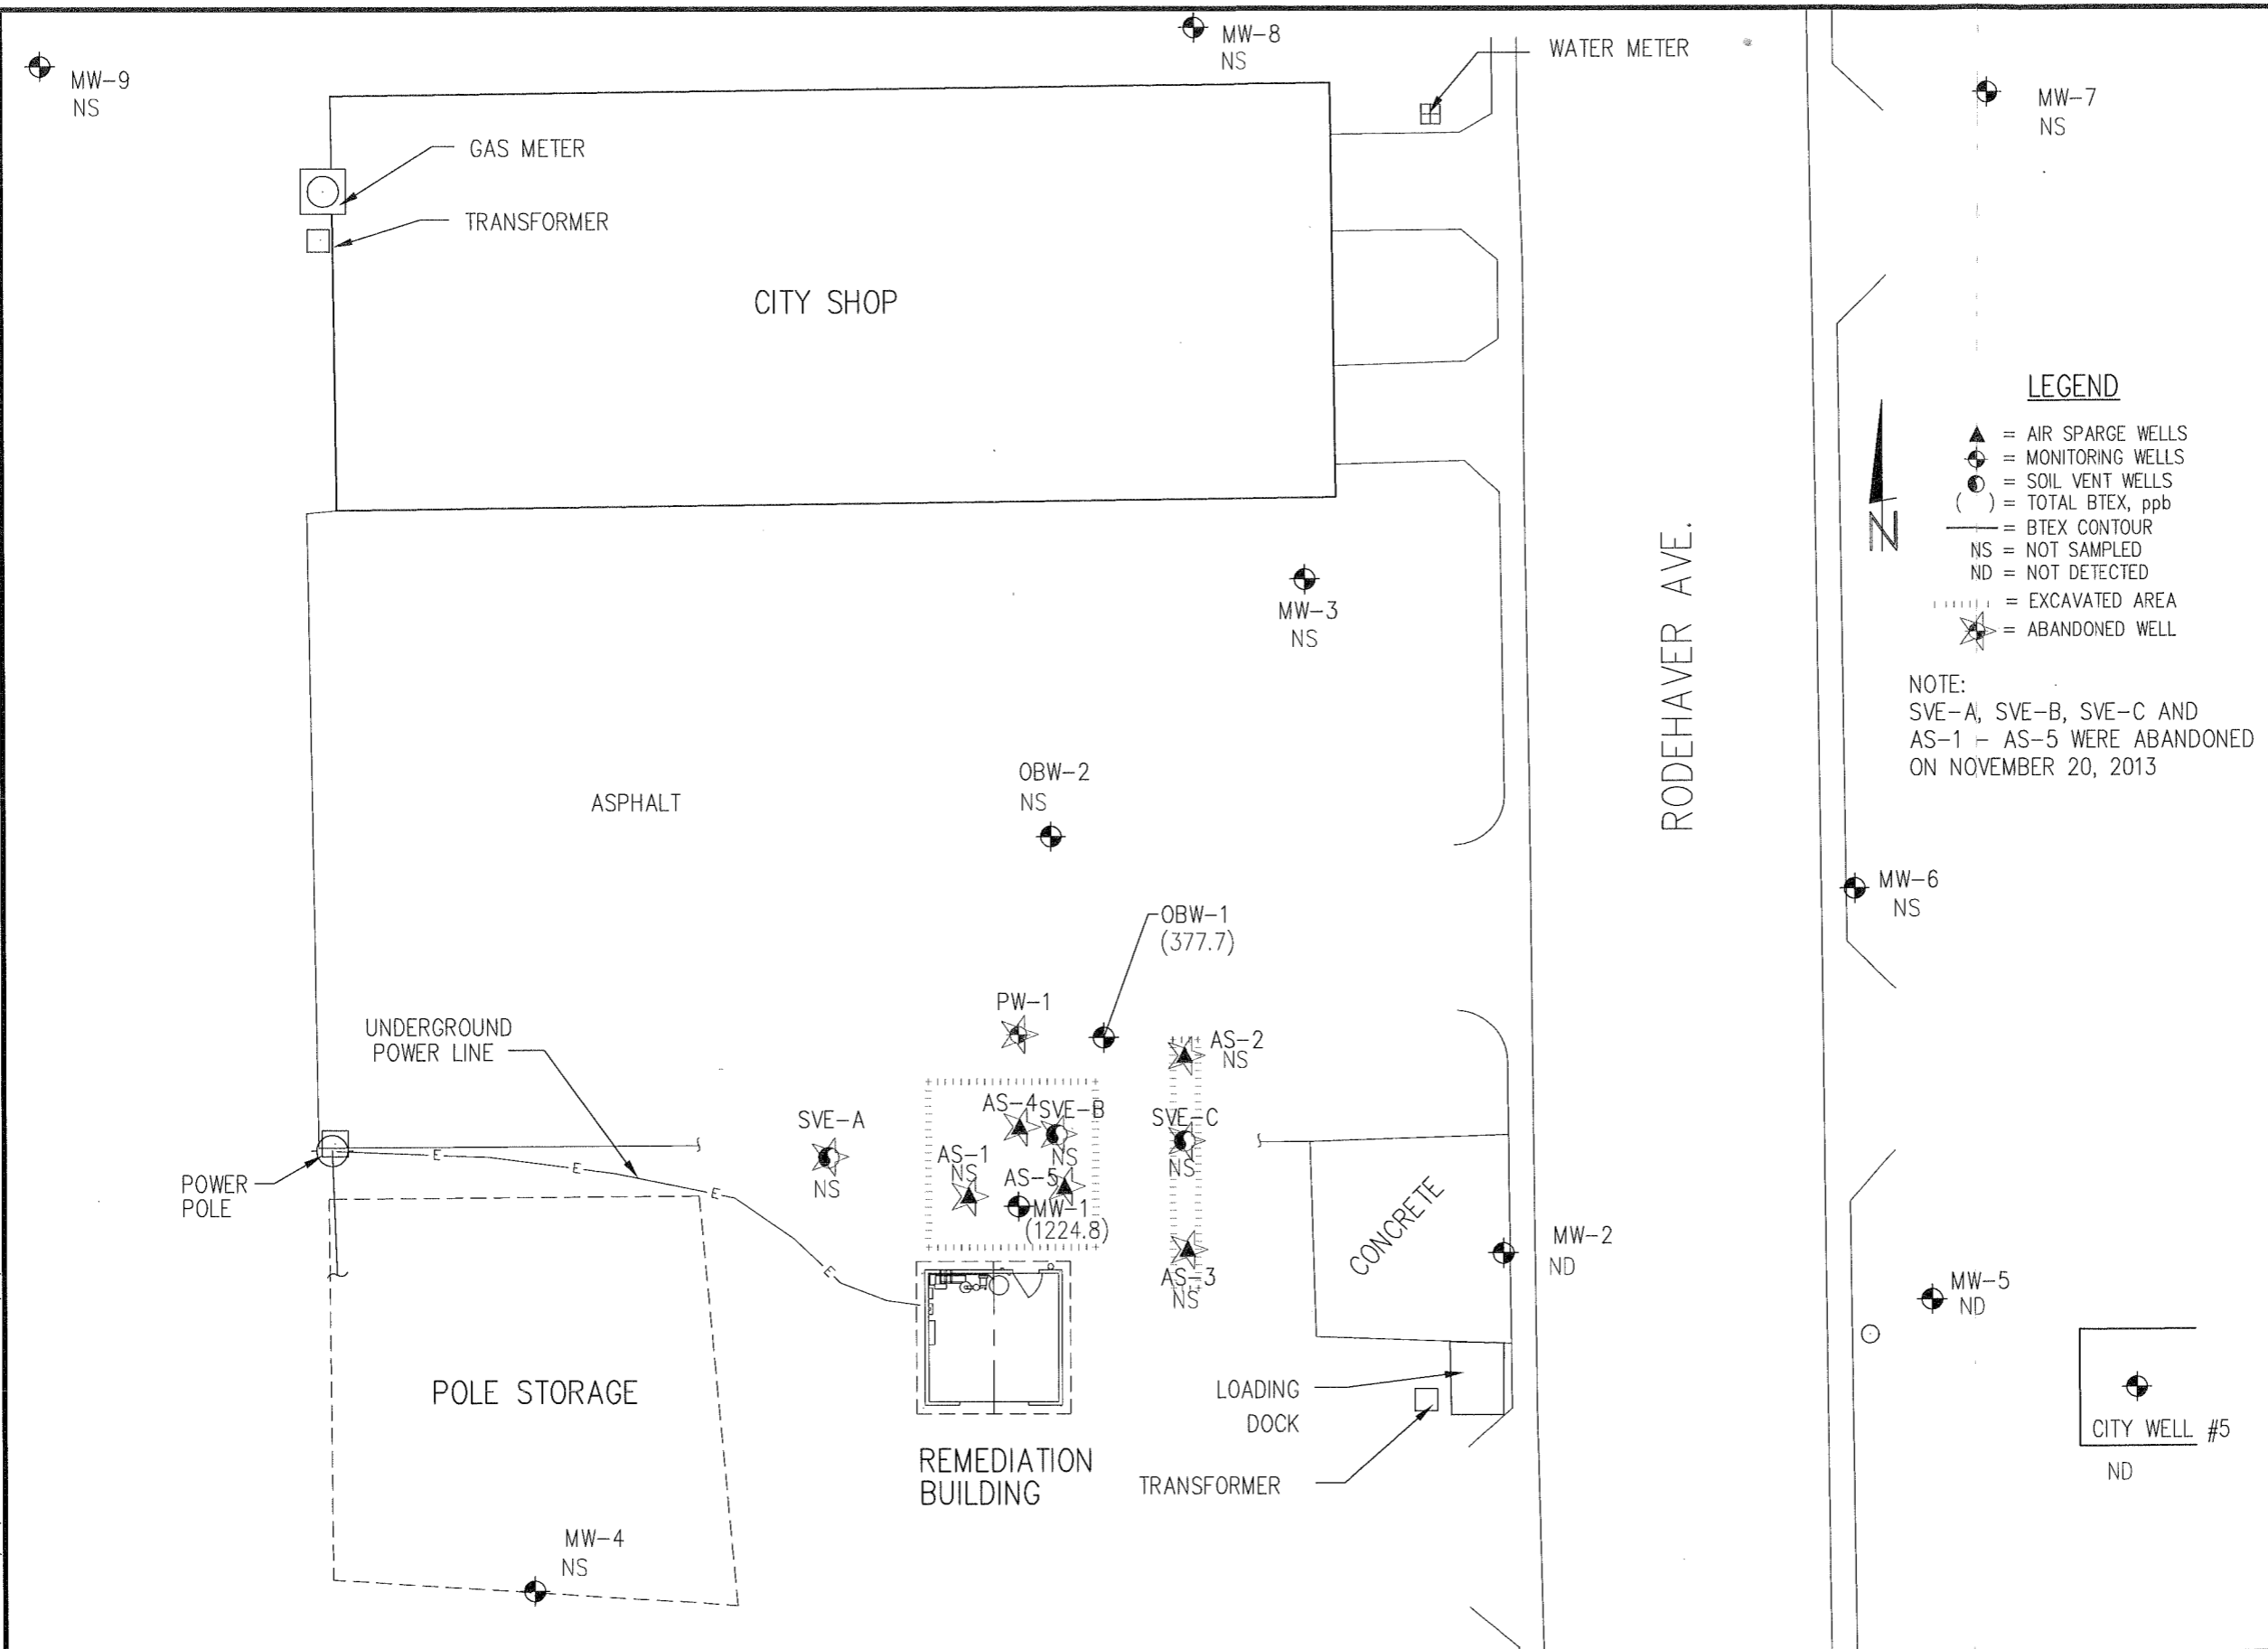 MW-9
NS
MW-8
NS
WATER METER
MW-7
NS
GAS METER
TRANSFORMER
CITY SHOP
LEGEND
= AIR SPARGE WELLS
= MONITORING WELLS
= SOIL VENT WELLS
( ) = TOTAL BTEX, ppb
= BTEX CONTOUR
NS = NOT SAMPLED
ND = NOT DETECTED
= EXCAVATED AREA
= ABANDONED WELL
N
NOTE:
SVE-A, SVE-B, SVE-C AND
AS-1 - AS-5 WERE ABANDONED
ON NOVEMBER 20, 2013
MW-3
NS
RODEHAVER AVE.
ASPHALT
OBW-2
NS
MW-6
NS
OBW-1
(377.7)
PW-1
UNDERGROUND
POWER LINE
AS-2
NS
AS-4
SVE-B
NS
SVE-C
NS
SVE-A
NS
AS-1
NS
AS-5
MW-1
(1224.8)
E
E
E
E
POWER
POLE
AS-3
NS
CONCRETE
MW-2
ND
MW-5
ND
POLE STORAGE
LOADING
DOCK
TRANSFORMER
REMEDIATION
BUILDING
CITY WELL #5
ND
MW-4
NS